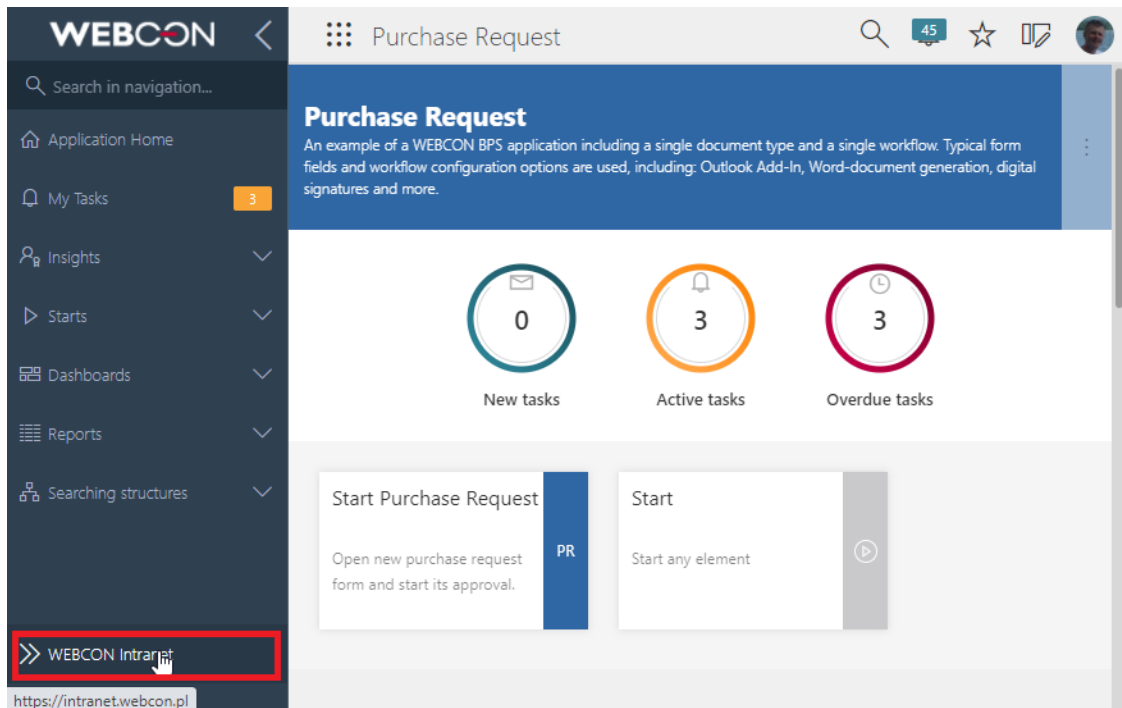 WEBCON
Purchase Request
45
Search in navigation...
Application Home
My Tasks
3
Insights
Starts
Dashboards
Reports
Searching structures
WEBCON Intranet
https://intranet.webcon.pl
Purchase Request
An example of a WEBCON BPS application including a single document type and a single workflow. Typical form
fields and workflow configuration options are used, including: Outlook Add-In, Word-document generation, digital
signatures and more.
0
New tasks
3
Active tasks
3
Overdue tasks
Start Purchase Request
Open new purchase request
form and start its approval.
PR
Start
Start any element